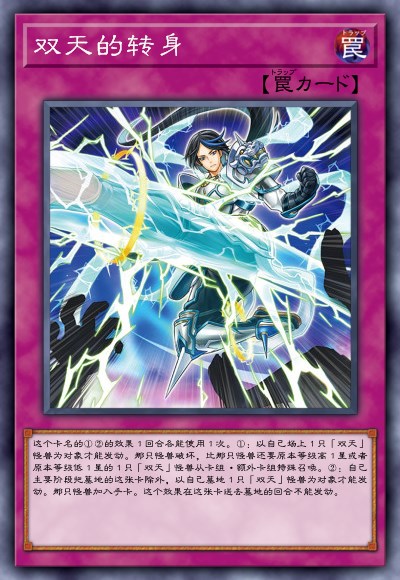 双天的转身
トラップ
罠
トラップ
【罠カード】
这个卡名的①②的效果1回合各能使用1次。①：以自己场上1只「双天」
怪兽为对象才能发动。那只怪兽破坏，比那只怪兽还要原本等级高1星或者
原本等级低1星的1只「双天」怪兽从卡组·额外卡组特殊召唤。②：自己
主要阶段把墓地的这张卡除外，以自己墓地1只「双天」怪兽为对象才能发
动。那只怪兽加入手卡。这个效果在这张卡送去墓地的回合不能发动。